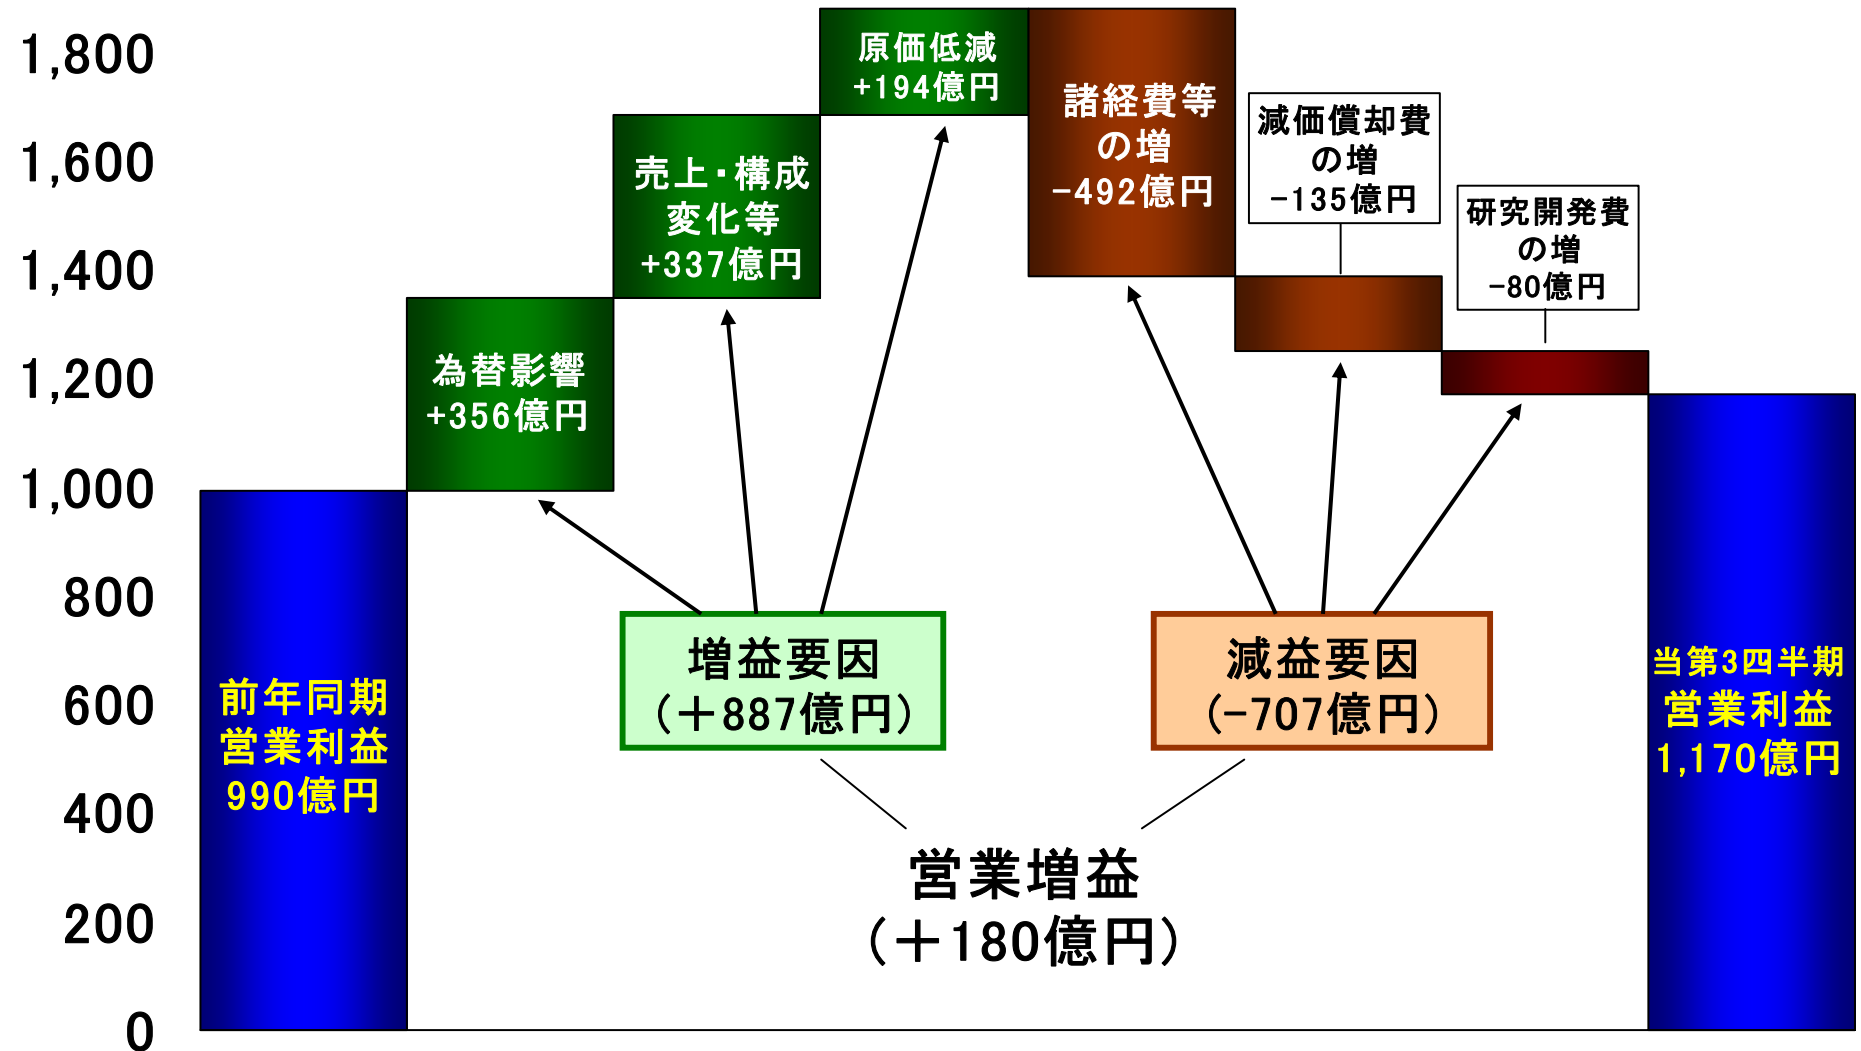 1,800
1,600
1,400
1,200
1,000
800
600
400
200
0
前年同期
営業利益
990億円
為替影響
+356億円
売上・構成
変化等
+337億円
原価低減
+194億円
諸経費等
の増
-492億円
減価償却費
の増
-135億円
研究開発費
の増
-80億円
当第3四半期
営業利益
1,170億円
増益要因
(+887億円)
減益要因
(-707億円)
営業増益
(+180億円)